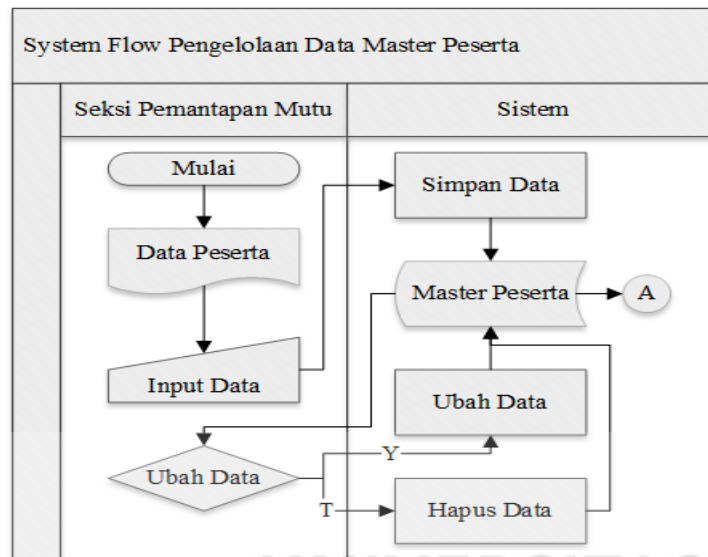 System Flow Pengelolaan Data Master Peserta
Seksi Pemantapan Mutu
Sistem
Mulai
Simpan Data
Data Peserta
Master Peserta
A
Input Data
Ubah Data
Ubah Data
Y
T
Hapus Data